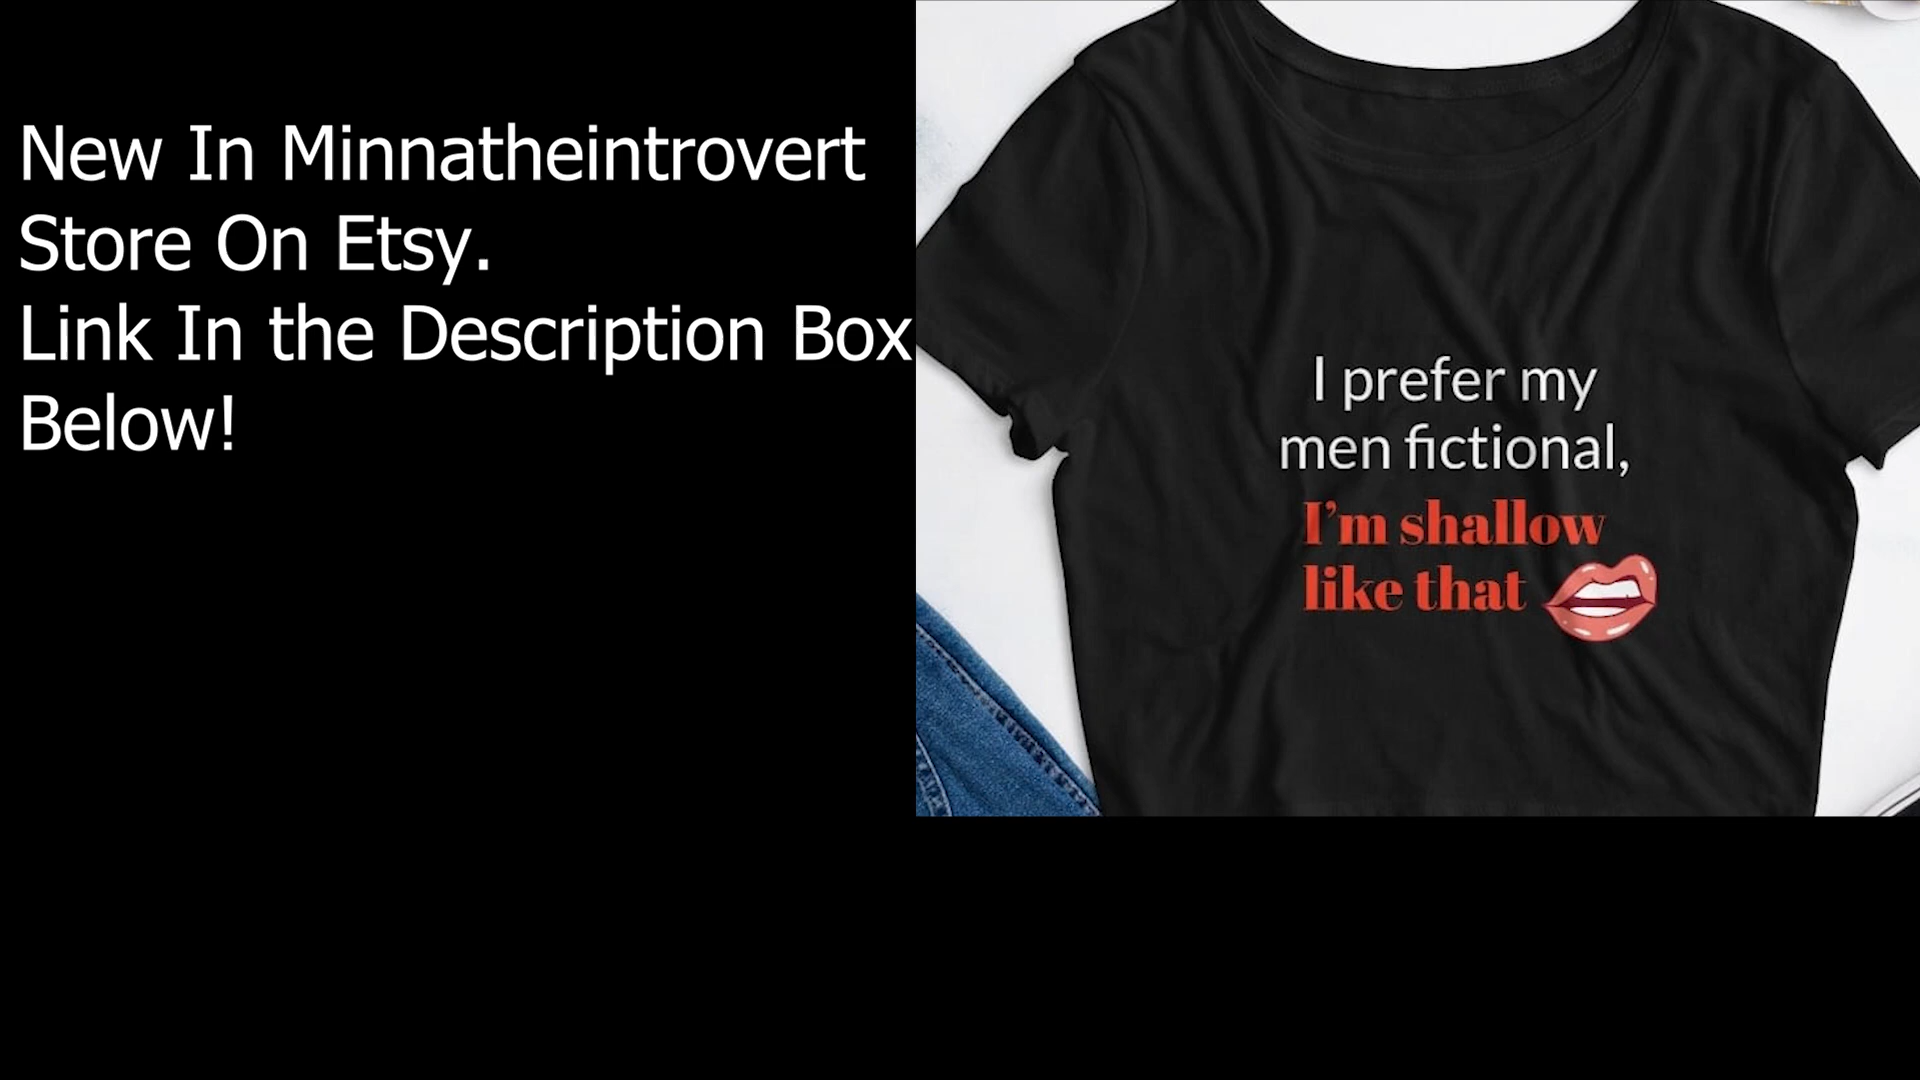 New In Minnatheintrovert
Store On Etsy.
Link In the Description Box
Below!
I prefer my
men fictional,
I'm shallow
like that